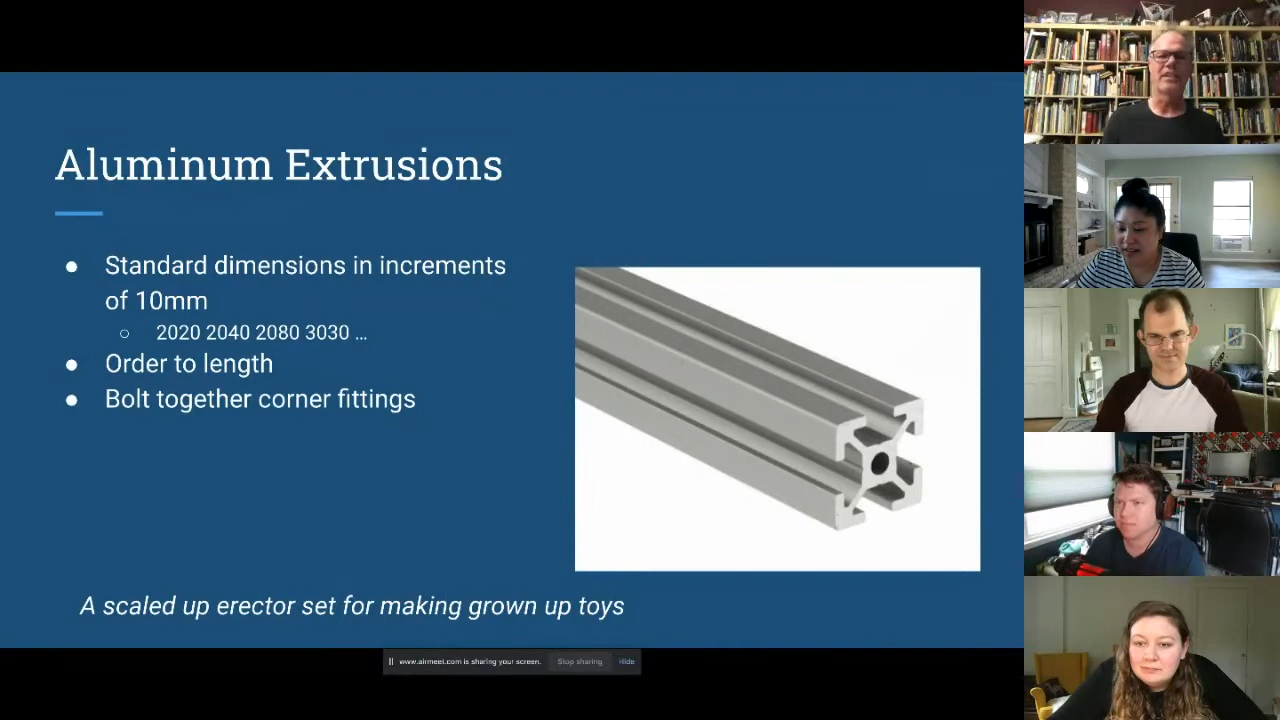 Aluminum Extrusions
● Standard dimensions in increments
of 10mm
○ 2020 2040 2080 3030 ...
● Order to length
● Bolt together corner fittings
A scaled up erector set for making grown up toys
www.airmeet.com is sharing your screen. Stop sharing Hide